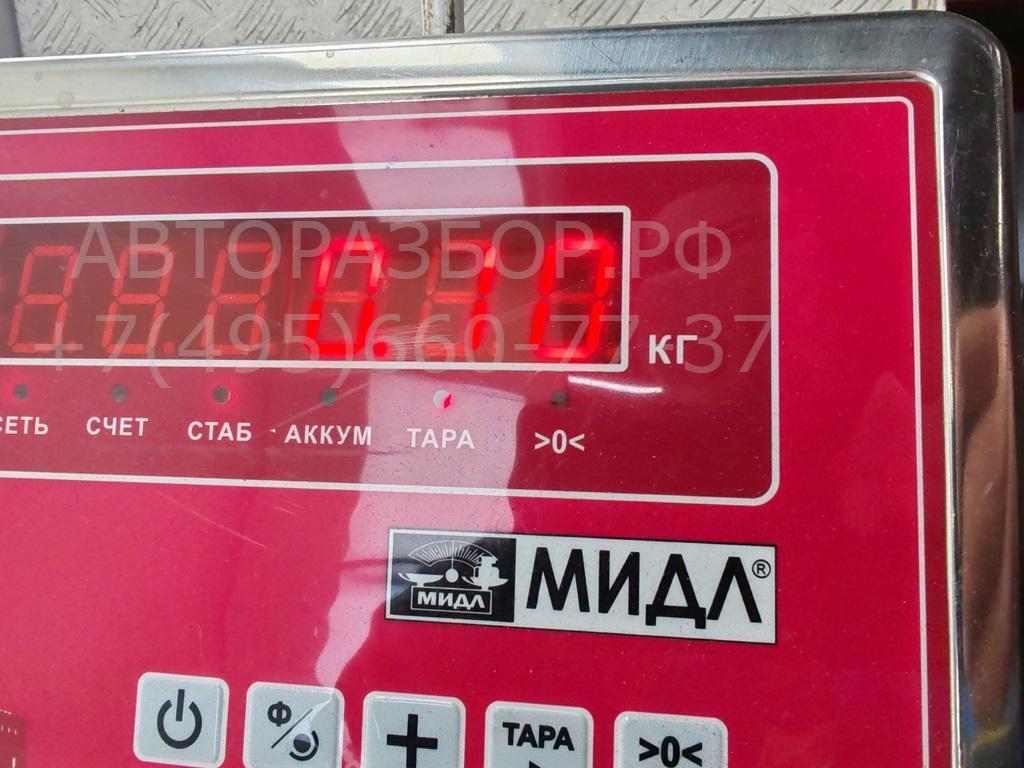 АВТОРАЗБОР.РФ
+7(495)660-77-37
0.10
кг
СЕТЬ СЧЕТ СТАБ АККУМ ТАРА >0<
МИДЛ МИДЛ®
Ф + ТАРА >0<